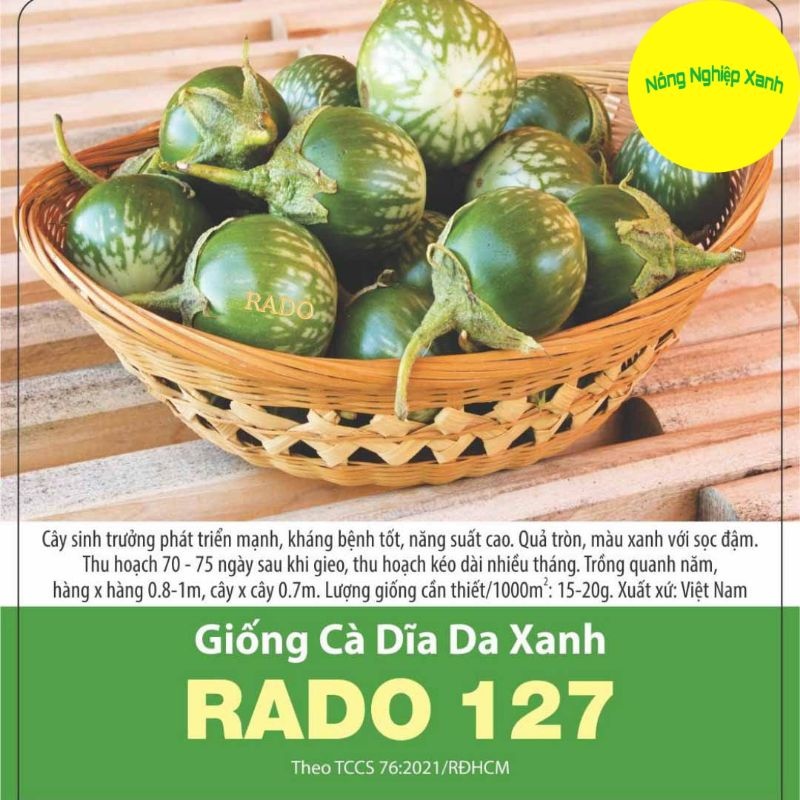 Nông Nghiệp Xanh
RADO
Cây sinh trưởng phát triển mạnh, kháng bệnh tốt, năng suất cao. Quả tròn, màu xanh với sọc đậm.
Thu hoạch 70 - 75 ngày sau khi gieo, thu hoạch kéo dài nhiều tháng. Trồng quanh năm,
hàng x hàng 0.8-1m, cây x cây 0.7m. Lượng giống cần thiết/1000m²: 15-20g. Xuất xứ: Việt Nam
Giống Cà Dĩa Da Xanh
RADO 127
Theo TCCS 76:2021/RĐHCM